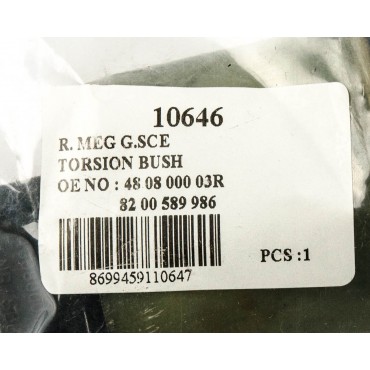 10646
R. MEG G.SCE
TORSION BUSH
OE NO : 48 08 000 03R
82 00 589 986
8699459110647
PCS :1